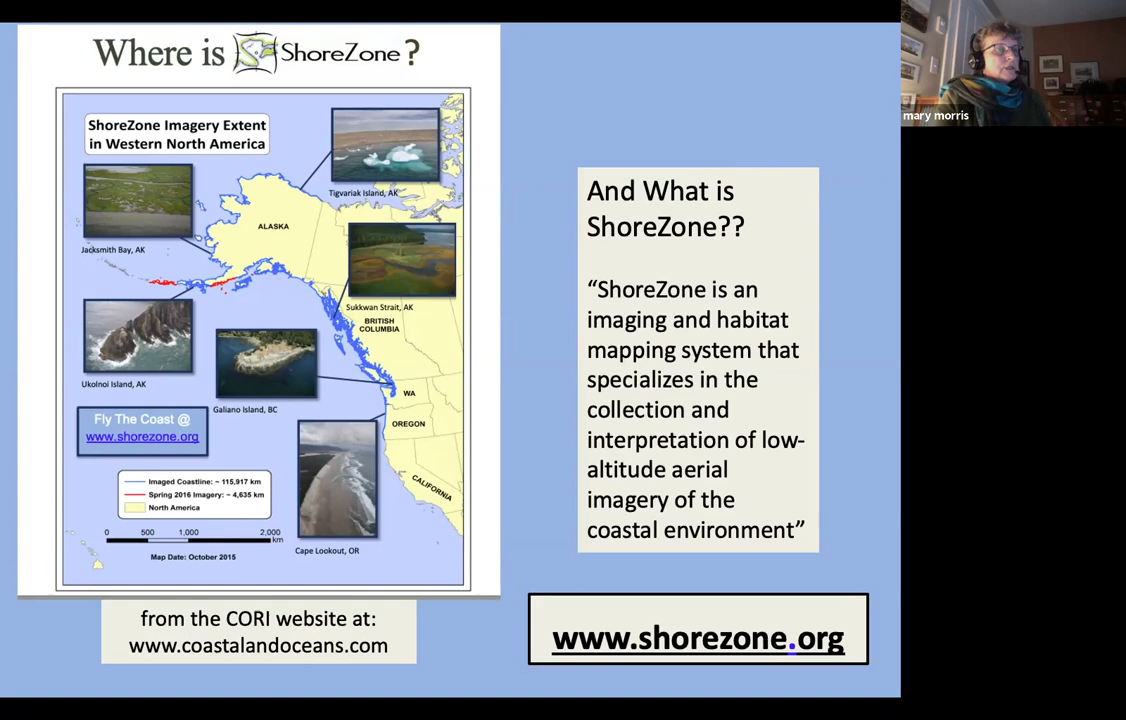 Where is ShoreZone?
ShoreZone Imagery Extent
in Western North America
Tigvariak Island, AK
ALASKA
Jacksmith Bay, AK
Sukkwan Strait, AK
BRITISH
COLUMBIA
Ukolnoi Island, AK
WA
Galiano Island, BC
OREGON
Fly The Coast @
www.shorezone.org
CALIFORNIA
Imaged Coastline: ~ 115,917 km
Spring 2016 Imagery: ~ 4,635 km
North America
0 500 1,000 2,000
km
Map Date: October 2015
Cape Lookout, OR
from the CORI website at:
www.coastalandoceans.com
And What is
ShoreZone??
“ShoreZone is an
imaging and habitat
mapping system that
specializes in the
collection and
interpretation of low-
altitude aerial
imagery of the
coastal environment”
www.shorezone.org
mary morris